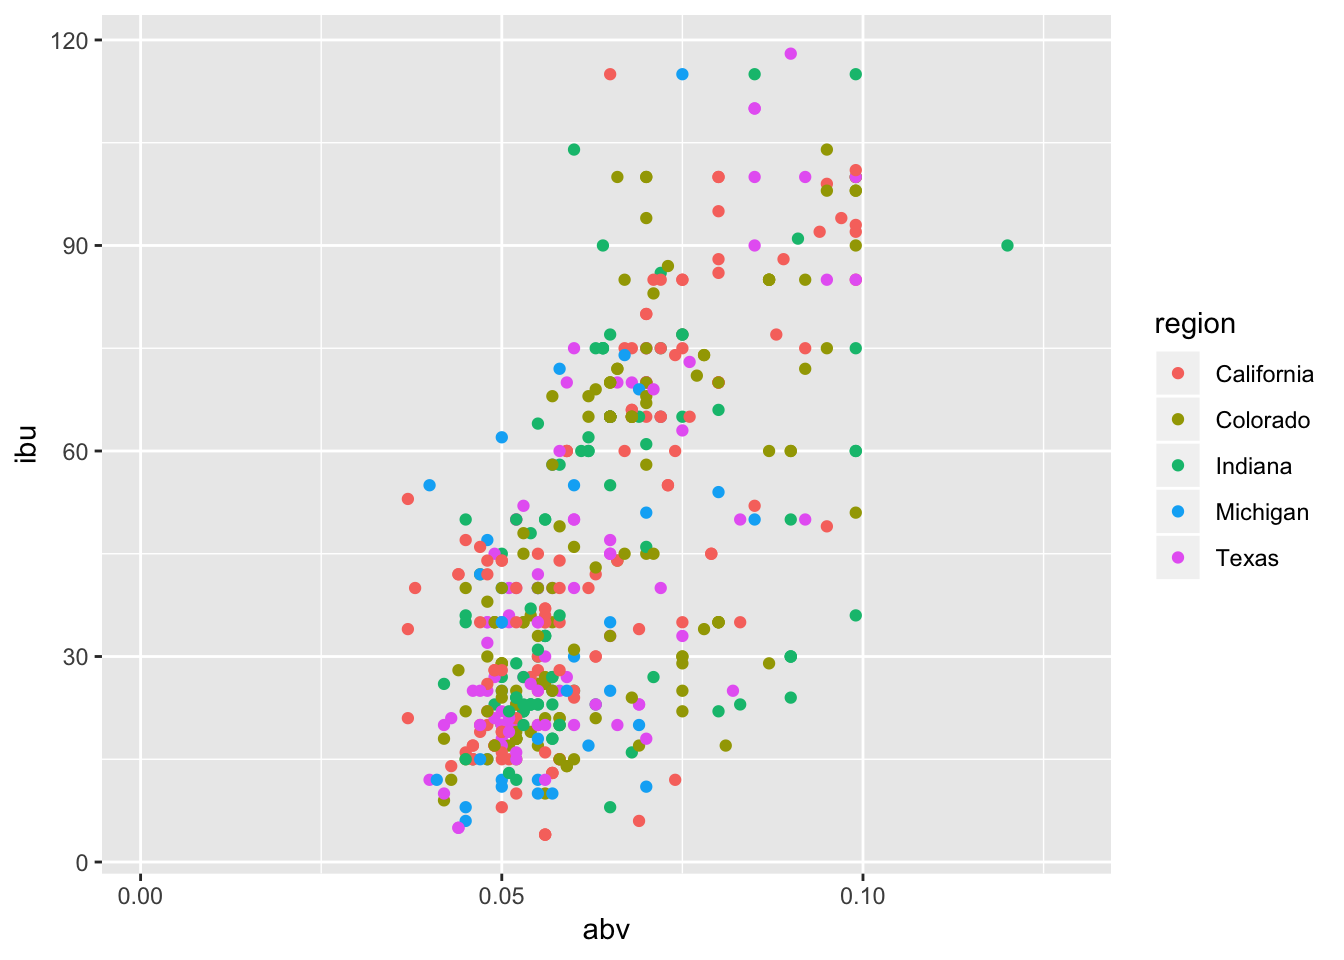 120
90
60
30
0
ibu
0.00 0.05 0.10
abv
region
California
Colorado
Indiana
Michigan
Texas